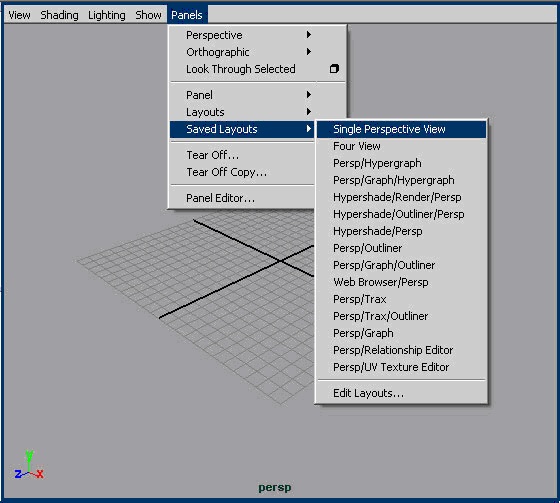 View Shading Lighting Show Panels
Perspective
Orthographic
Look Through Selected
Panel
Layouts
Saved Layouts
Tear Off...
Tear Off Copy...
Panel Editor...
Single Perspective View
Four View
Persp/Hypergraph
Persp/Graph/Hypergraph
Hypershade/Render/Persp
Hypershade/Outliner/Persp
Hypershade/Persp
Persp/Outliner
Persp/Graph/Outliner
Web Browser/Persp
Persp/Trax
Persp/Trax/Outliner
Persp/Graph
Persp/Relationship Editor
Persp/UV Texture Editor
Edit Layouts...
Y
Z X
persp